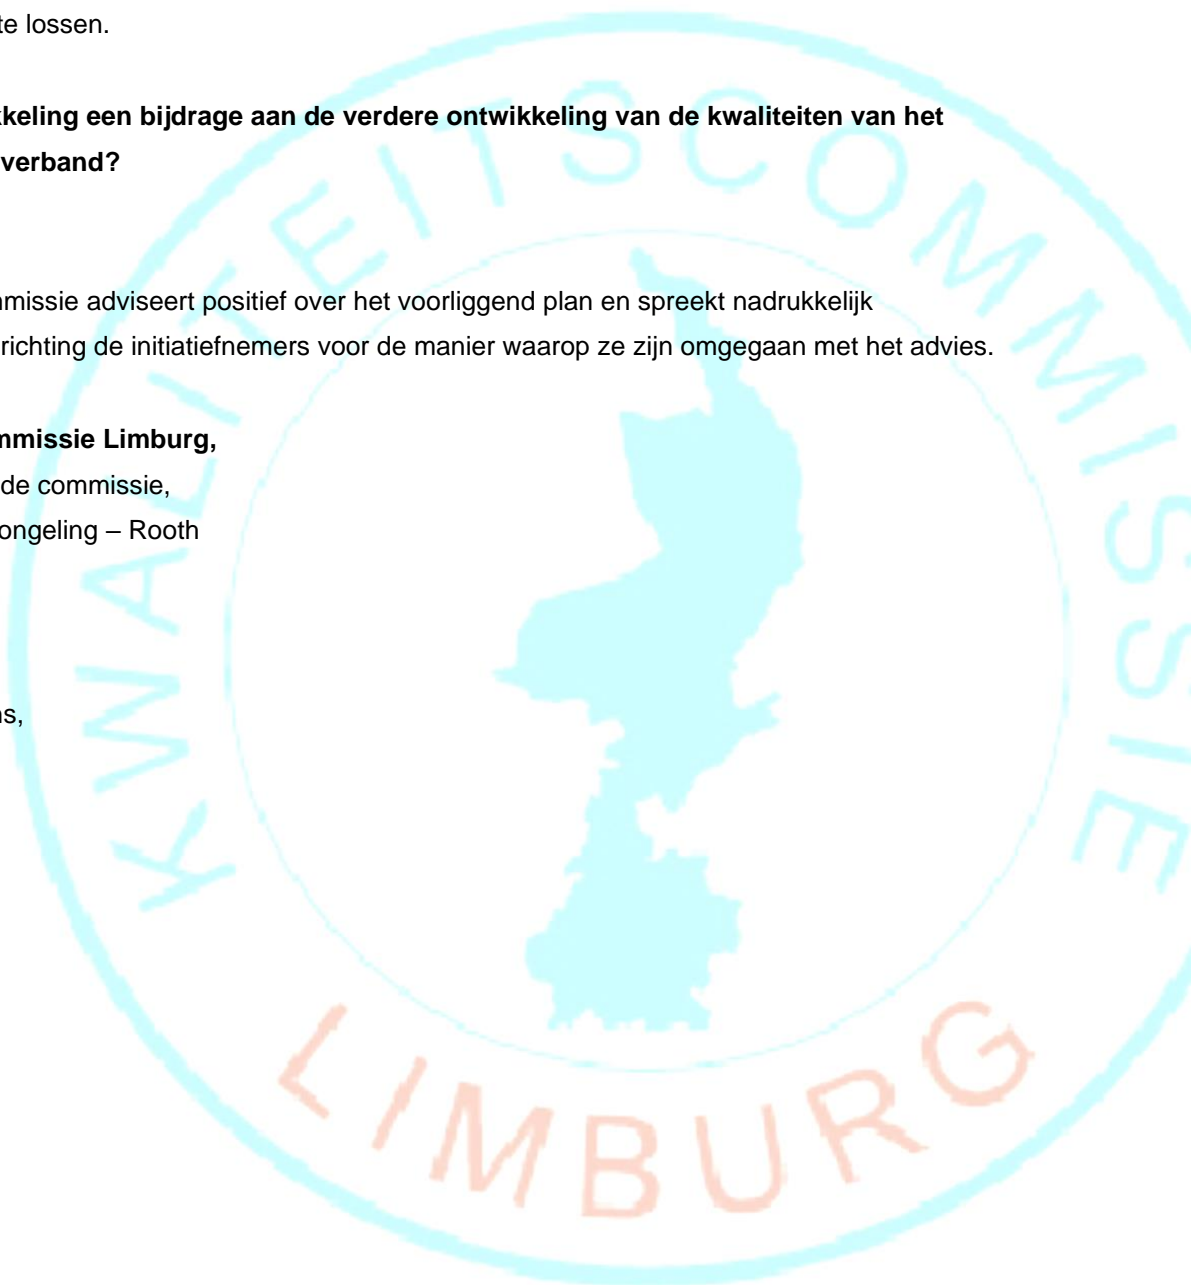 te lossen.
kkeling een bijdrage aan de verdere ontwikkeling van de kwaliteiten van het
verband?
mmissie adviseert positief over het voorliggend plan en spreekt nadrukkelijk
richting de initiatiefnemers voor de manier waarop ze zijn omgegaan met het advies.
mmissie Limburg,
de commissie,
ongeling – Rooth
ns,
KWALITEITSCOMMISSIE
LIMBURG